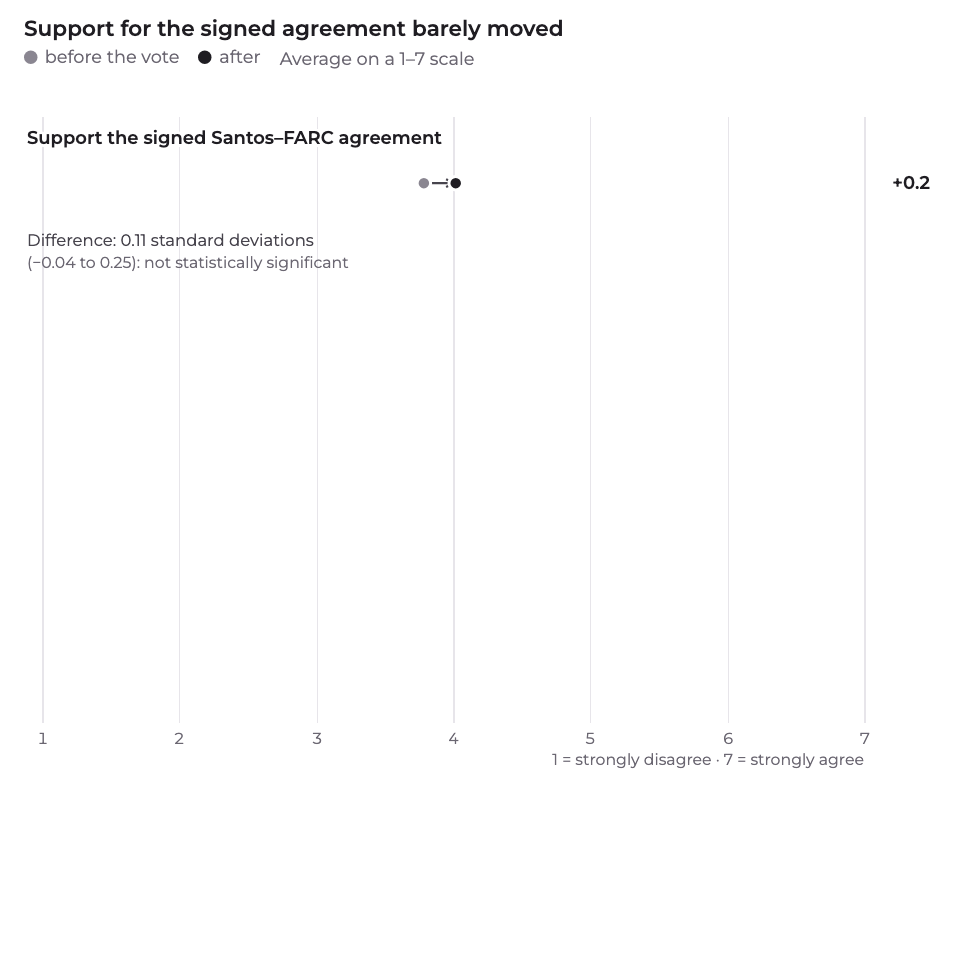 Support for the signed agreement barely moved
before the vote after Average on a 1–7 scale
Support the signed Santos–FARC agreement
+0.2
Difference: 0.11 standard deviations
(−0.04 to 0.25): not statistically significant
1 2 3 4 5 6 7
1 = strongly disagree · 7 = strongly agree